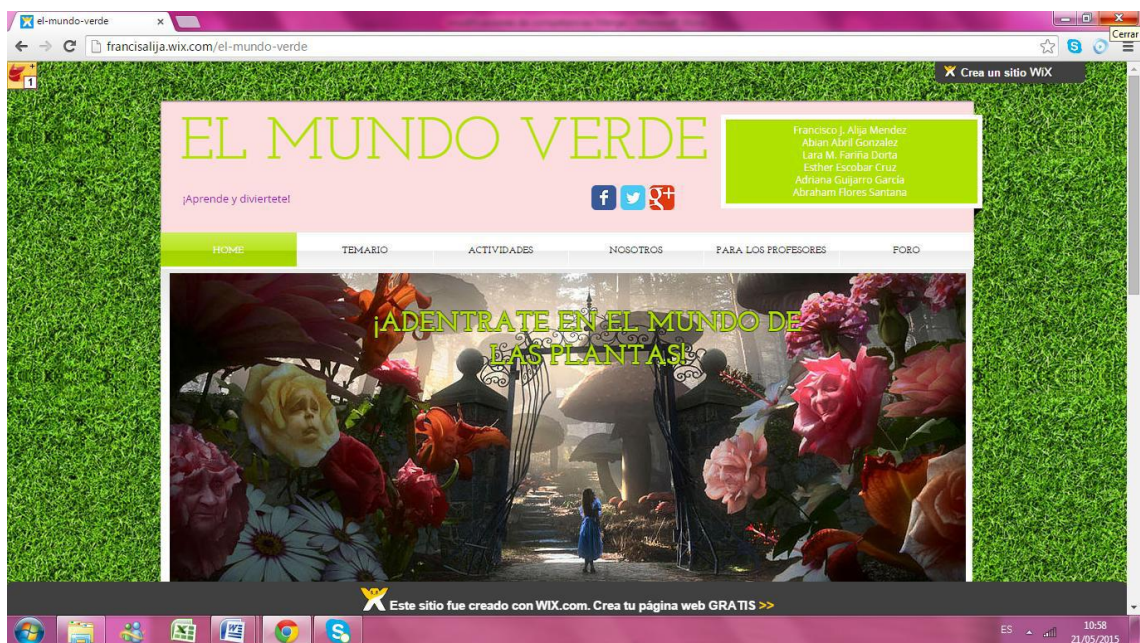 el-mundo-verde
Cerrar
francisalija.wix.com/el-mundo-verde
1
Crea un sitio WiX
EL MUNDO VERDE
Francisco J. Alija Mendez
Abian Abril Gonzalez
Lara M. Fariña Dorta
Esther Escobar Cruz
Adriana Guijarro García
Abraham Flores Santana
¡Aprende y diviertete!
HOME TEMARIO ACTIVIDADES NOSOTROS PARA LOS PROFESORES FORO
¡ADENTRATE EN EL MUNDO DE
LAS PLANTAS!
Este sitio fue creado con WIX.com. Crea tu página web GRATIS >>
ES
10:58
21/05/2015